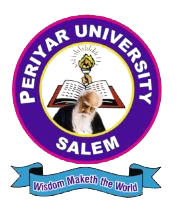 PERIYAR UNIVERSITY
SALEM
Wisdom Maketh the World